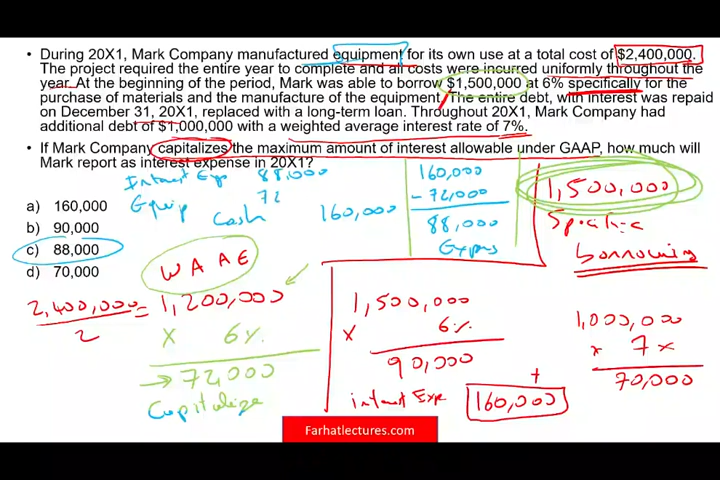 • During 20X1, Mark Company manufactured equipment for its own use at a total cost of $2,400,000.
The project required the entire year to complete and all costs were incurred uniformly throughout the
year. At the beginning of the period, Mark was able to borrow $1,500,000 at 6% specifically for the
purchase of materials and the manufacture of the equipment. The entire debt, with interest was repaid
on December 31, 20X1, replaced with a long-term loan. Throughout 20X1, Mark Company had
additional debt of $1,000,000 with a weighted average interest rate of 7%.
• If Mark Company capitalizes the maximum amount of interest allowable under GAAP, how much will
Mark report as interest expense in 20X1?
a) 160,000
b) 90,000
c) 88,000
d) 70,000
Interest Exp 88,000
Equip 72
Cash 160,000
160,000
- 72,000
88,000
Expns
1,500,000
Specific
borrowing
WAAE
2,400,000 = 1,200,000
2
x 6%
→ 72,000
Capitalize
1,500,000
x 6%
90,000
interest Exp
+
160,000
1,000,000
x 7%
70,000
Farhatlectures.com